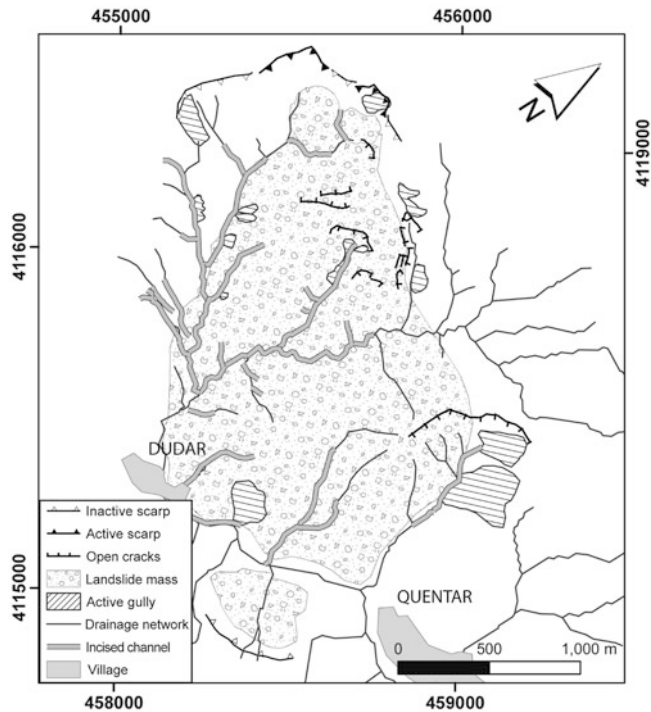 455000
456000
N
4119000
4116000
DUDAR
Inactive scarp
Active scarp
Open cracks
Landslide mass
Active gully
Drainage network
Incised channel
Village
4115000
4115000
QUENTAR
0 500 1,000 m
458000
459000